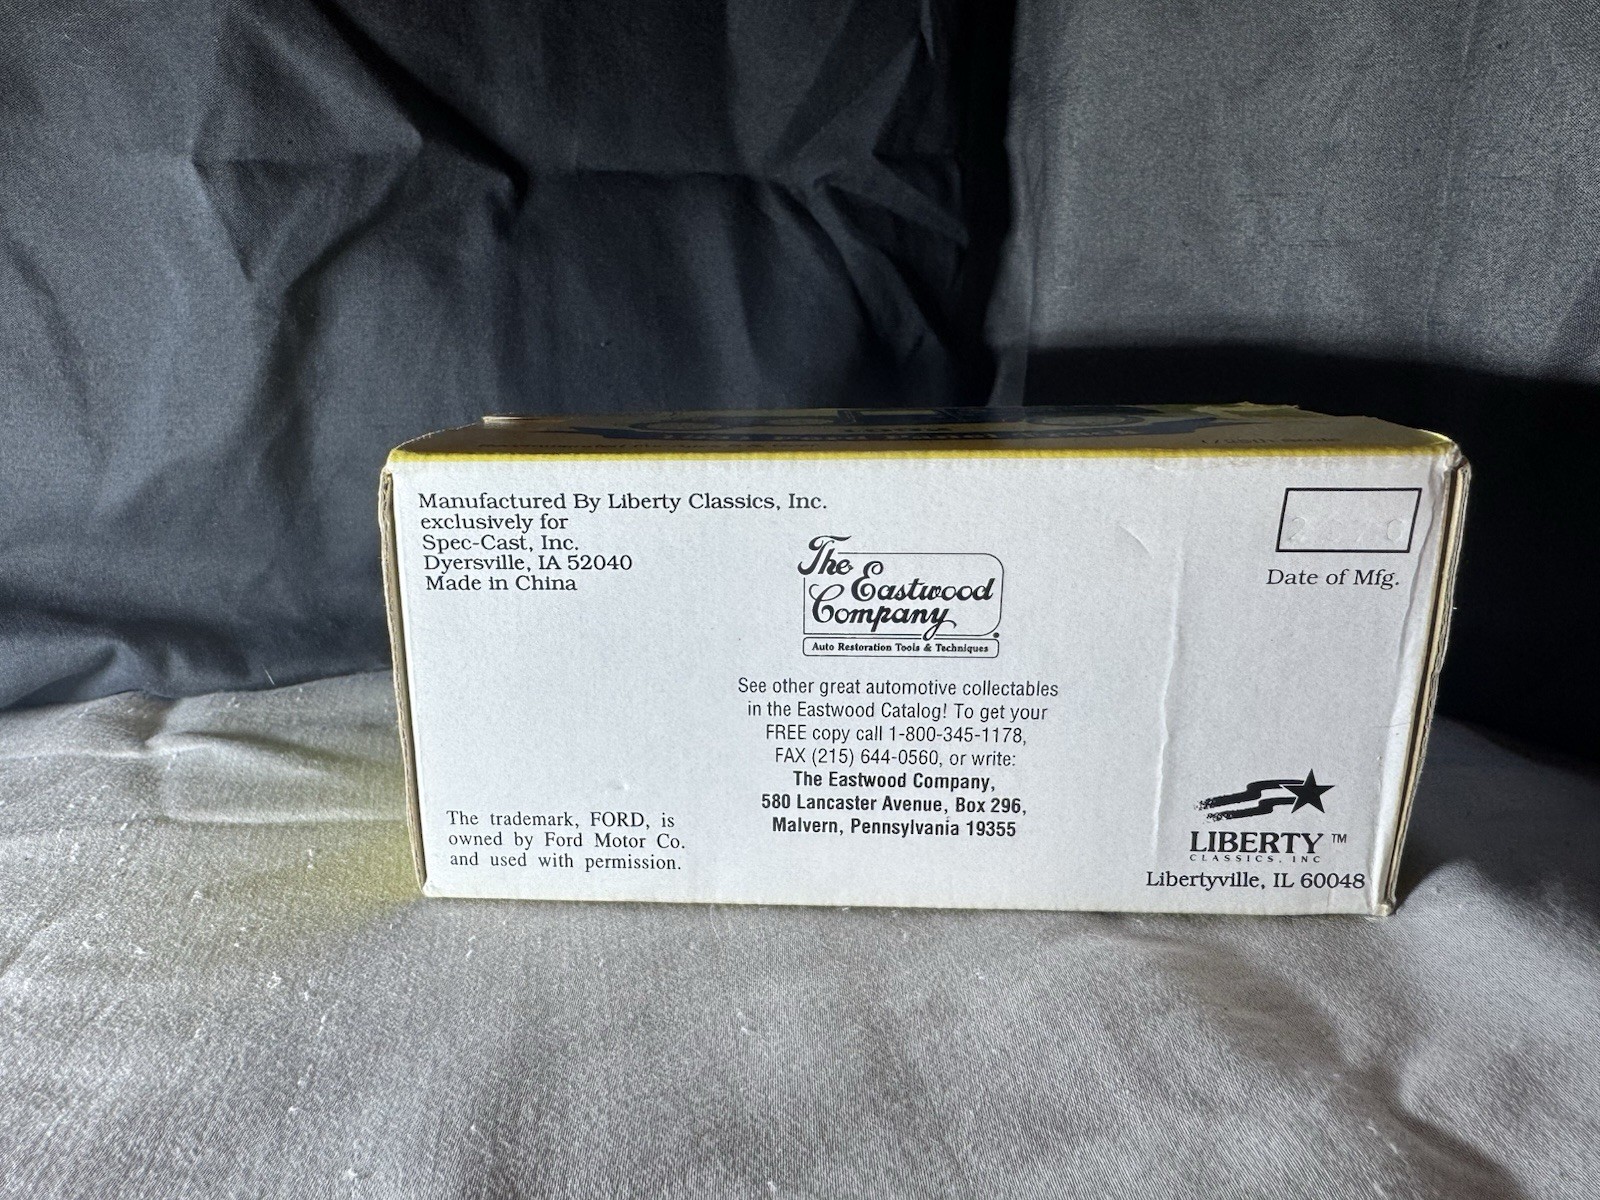 Manufactured By Liberty Classics, Inc.
exclusively for
Spec-Cast, Inc.
Dyersville, IA 52040
Made in China
The
Eastwood
Company
Auto Restoration Tools & Techniques
See other great automotive collectables
in the Eastwood Catalog! To get your
FREE copy call 1-800-345-1178,
FAX (215) 644-0560, or write:
The Eastwood Company,
580 Lancaster Avenue, Box 296,
Malvern, Pennsylvania 19355
The trademark, FORD, is
owned by Ford Motor Co.
and used with permission.
Date of Mfg.
LIBERTY ™
CLASSICS, INC
Libertyville, IL 60048